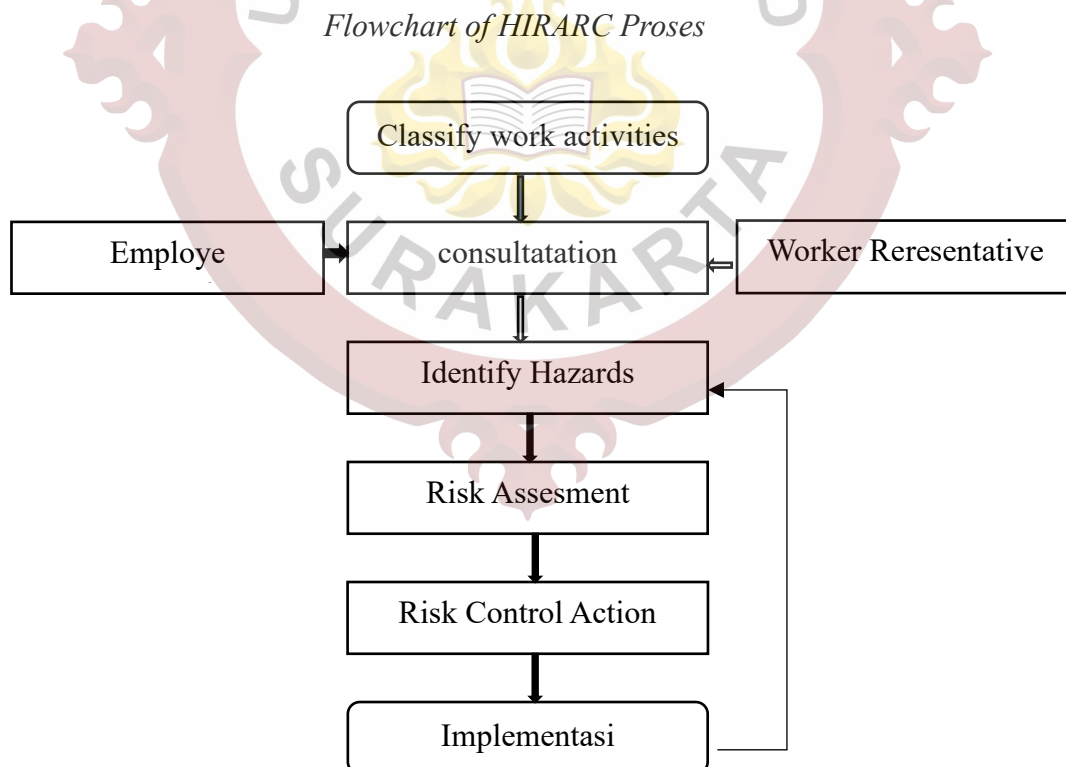 Flowchart of HIRARC Proses
Classify work activities
Employe
consultatation
Worker Reresentative
SURAKARTA
Identify Hazards
Risk Assesment
Risk Control Action
Implementasi